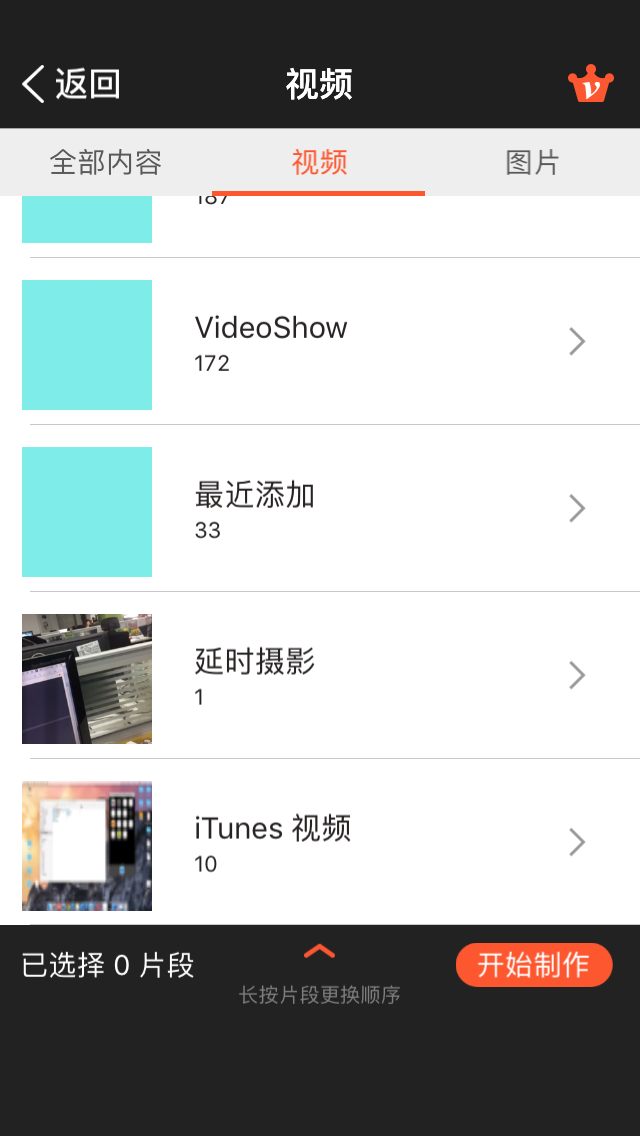 返回
视频
全部内容
视频
图片
187
VideoShow
172
最近添加
33
延时摄影
1
iTunes 视频
10
已选择 0 片段
开始制作
长按片段更换顺序